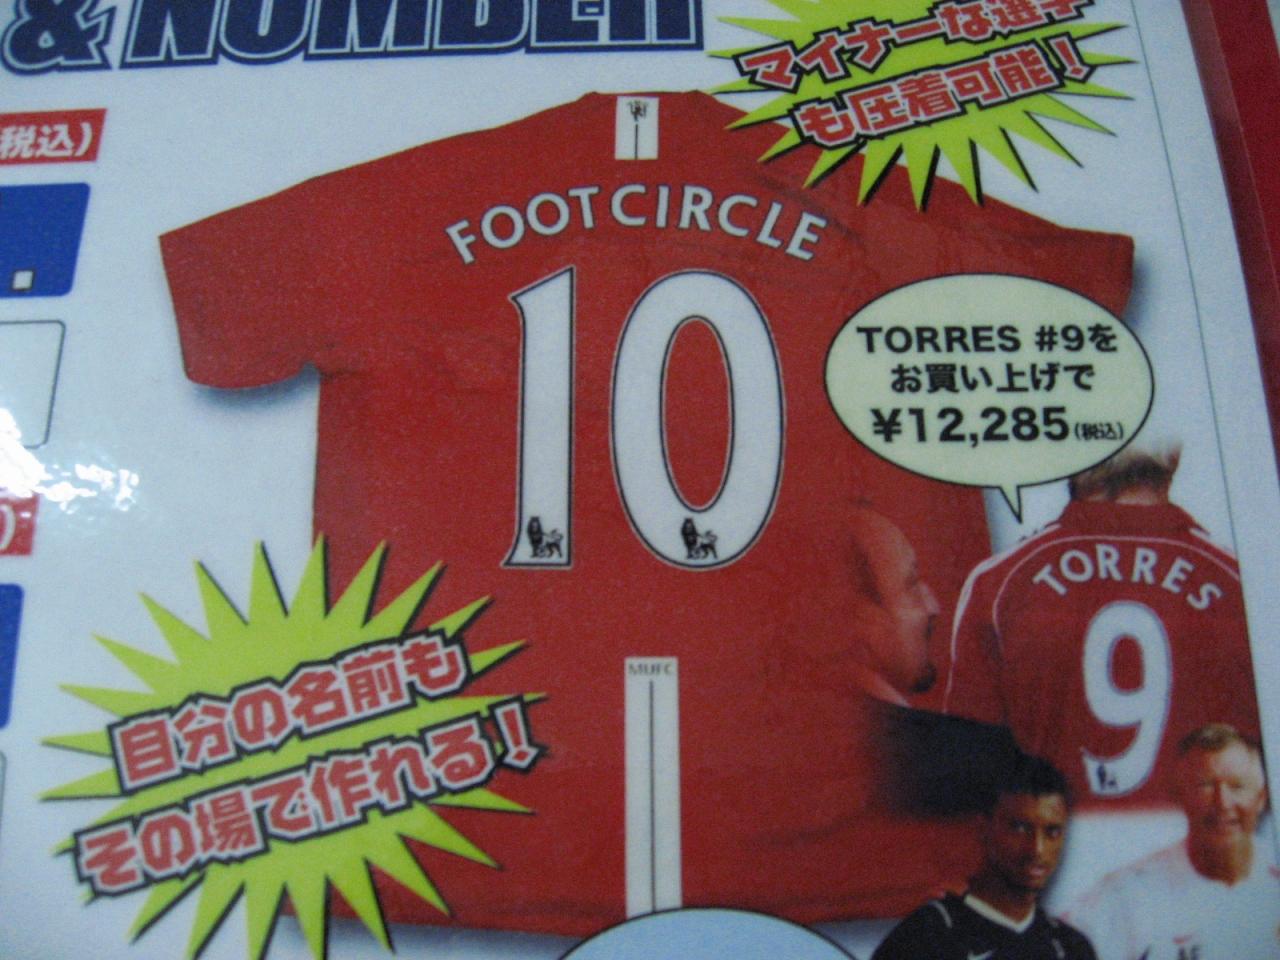 & NUMBER
マイナーな選手
も圧着可能！
税込)
FOOTCIRCLE
10
TORRES #9を
お買い上げで
¥12,285(税込)
TORRES
9
自分の名前も
その場で作れる！
MUFC